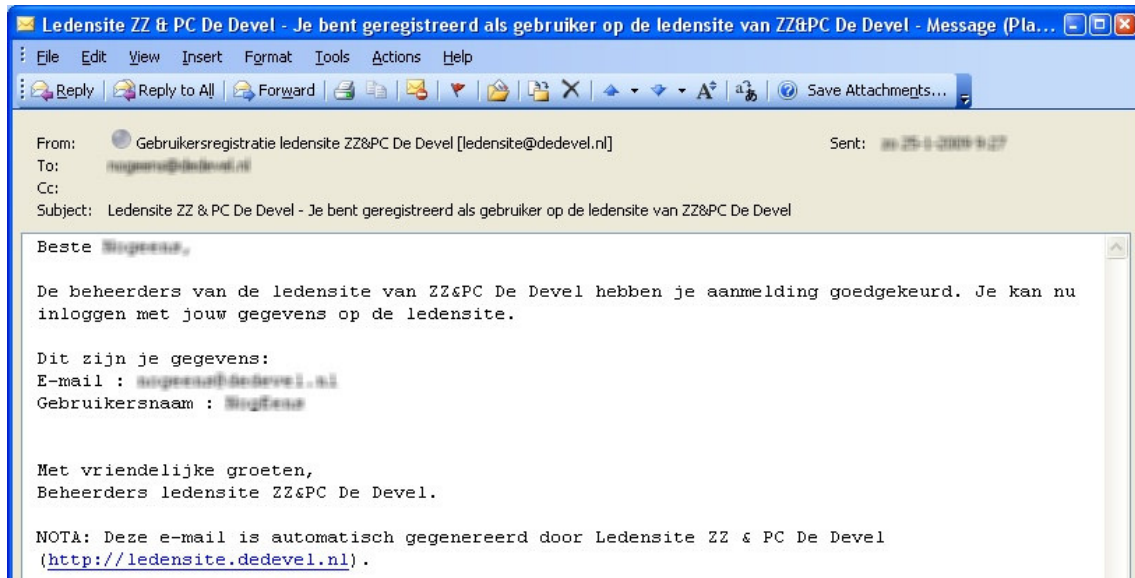 Ledensite ZZ & PC De Devel - Je bent geregistreerd als gebruiker op de ledensite van ZZ&PC De Devel - Message (Pla...
File Edit View Insert Format Tools Actions Help
Reply Reply to All Forward Save Attachments...
From: Gebruikersregistratie ledensite ZZ&PC De Devel [ledensite@dedevel.nl] Sent:
To:
Cc:
Subject: Ledensite ZZ & PC De Devel - Je bent geregistreerd als gebruiker op de ledensite van ZZ&PC De Devel
Beste
De beheerders van de ledensite van ZZ&PC De Devel hebben je aanmelding goedgekeurd. Je kan nu
inloggen met jouw gegevens op de ledensite.
Dit zijn je gegevens:
E-mail :
Gebruikersnaam :
Met vriendelijke groeten,
Beheerders ledensite ZZ&PC De Devel.
NOTA: Deze e-mail is automatisch gegenereerd door Ledensite ZZ & PC De Devel
(http://ledensite.dedevel.nl).